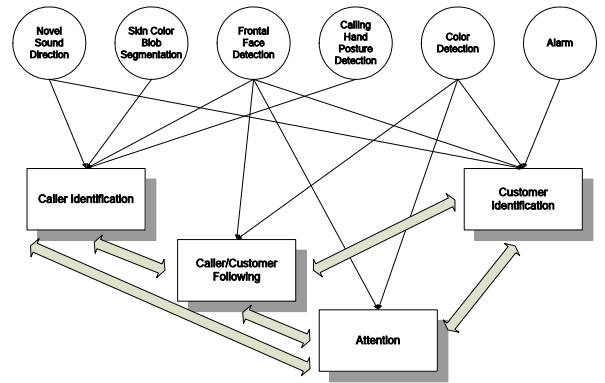 Novel
Sound
Direction
Skin Color
Blob
Segmentation
Frontal
Face
Detection
Calling
Hand
Posture
Detection
Color
Detection
Alarm
Caller Identification
Customer
Identification
Caller/Customer
Following
Attention